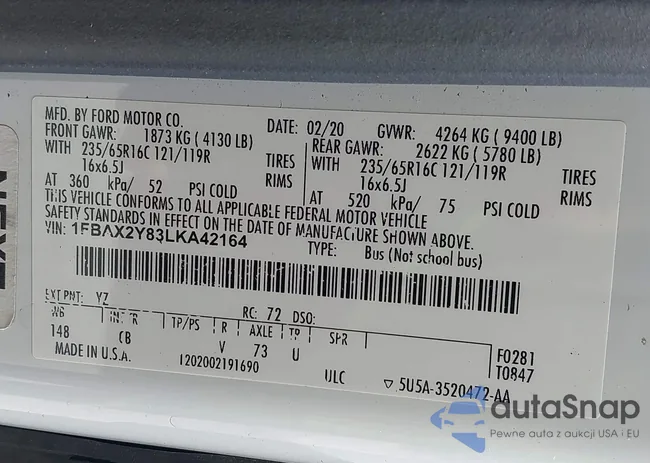 MFD. BY FORD MOTOR CO.
DATE: 02/20 GVWR: 4264 KG ( 9400 LB)
FRONT GAWR: 1873 KG ( 4130 LB)
REAR GAWR: 2622 KG ( 5780 LB)
WITH 235/65R16C 121/119R TIRES
WITH 235/65R16C 121/119R TIRES
16x6.5J RIMS
16x6.5J RIMS
AT 360 kPa/ 52 PSI COLD
AT 520 kPa/ 75 PSI COLD
THIS VEHICLE CONFORMS TO ALL APPLICABLE FEDERAL MOTOR VEHICLE
SAFETY STANDARDS IN EFFECT ON THE DATE OF MANUFACTURE SHOWN ABOVE.
VIN: 1FBAX2Y83LKA42164
TYPE: Bus (Not school bus)
EXT PNT: YZ RC: 72 DSO:
WB INT TR TP/PS R AXLE TR SPR
148 CB V 73 U
F0281
T0847
MADE IN U.S.A.
I202002191690
ULC
▽ 5U5A-3520472-AA
autaSnap
Pewne auta z aukcji USA i EU